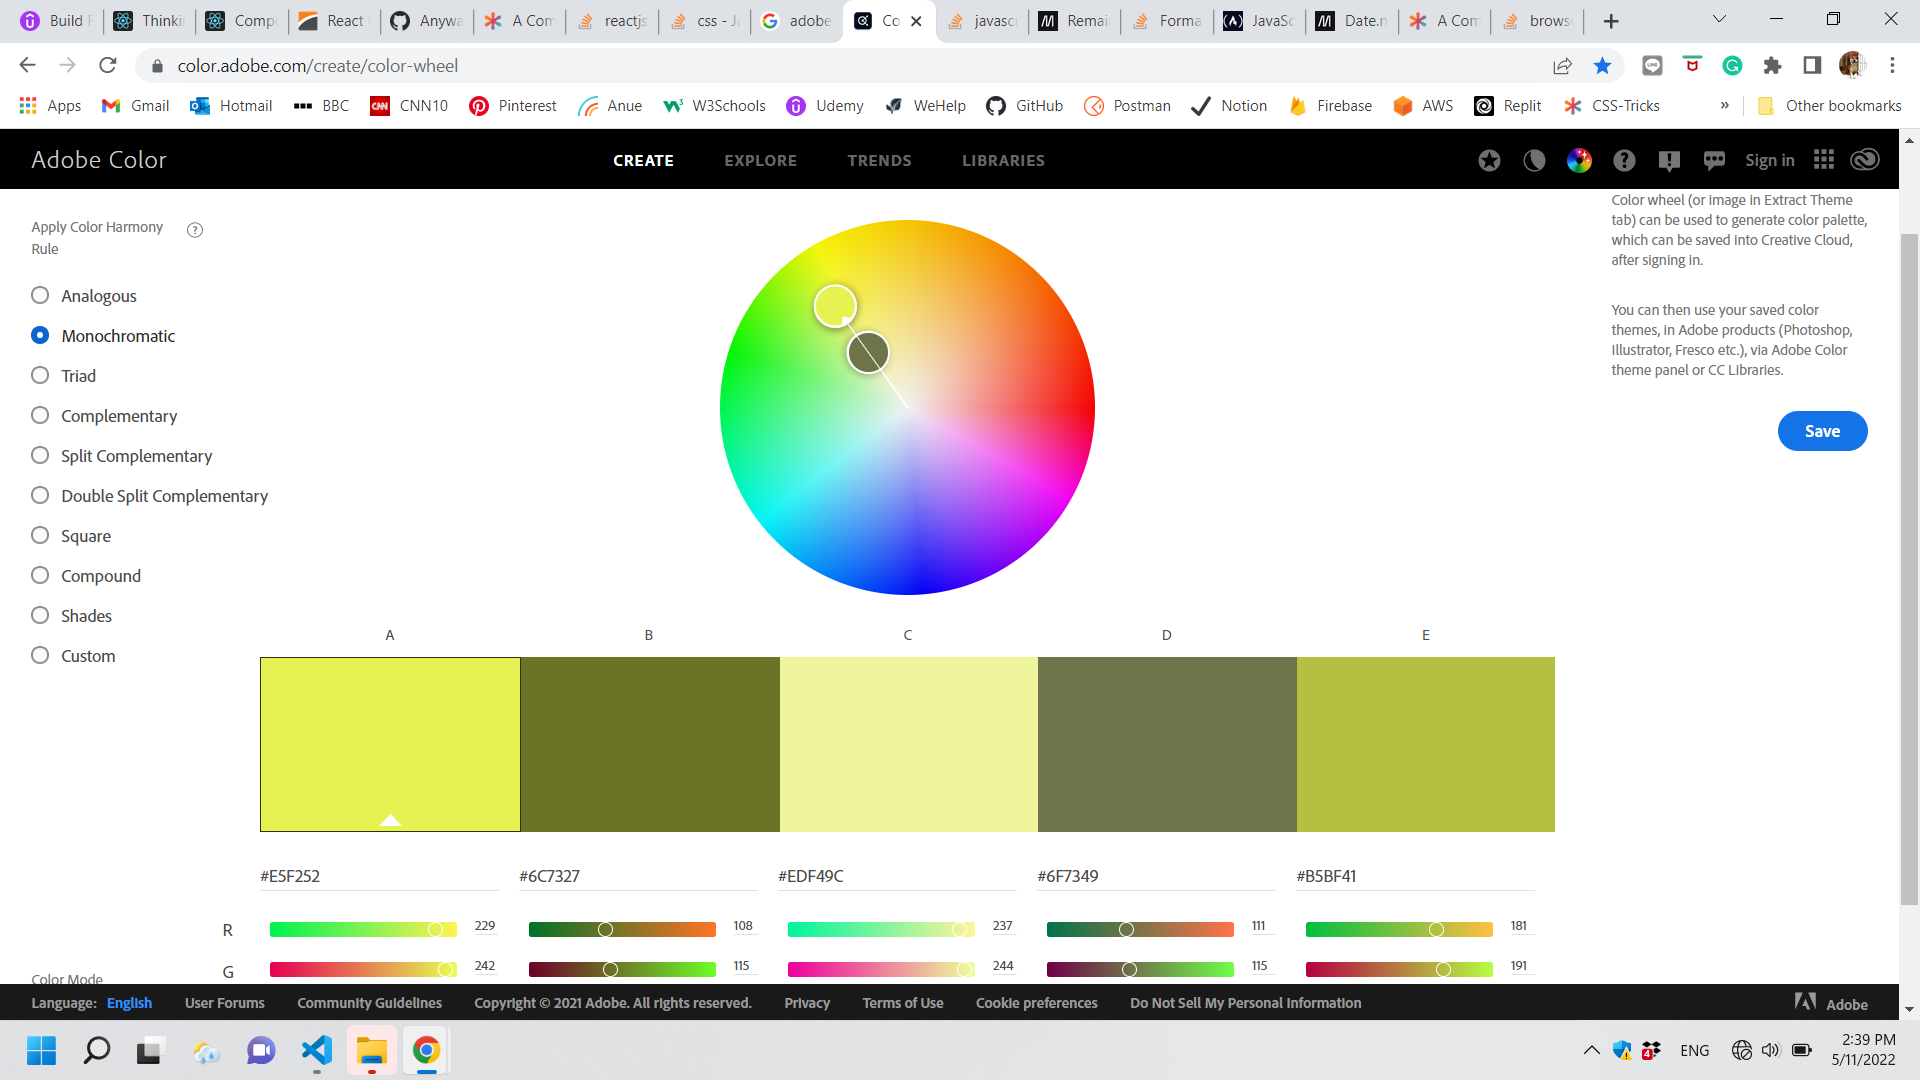 Build R
Thinkin
Compo
React
Anywa
A Com
reactjs
css - Ja
adobe
Co
javascr
Remai
Forma
JavaSc
Date.n
A Com
browse
color.adobe.com/create/color-wheel
Apps
Gmail
Hotmail
BBC
CNN10
Pinterest
Anue
W3Schools
Udemy
WeHelp
GitHub
Postman
Notion
Firebase
AWS
Replit
CSS-Tricks
»
Other bookmarks
Adobe Color
CREATE
EXPLORE
TRENDS
LIBRARIES
Sign in
Apply Color Harmony
Rule
Analogous
Monochromatic
Triad
Complementary
Split Complementary
Double Split Complementary
Square
Compound
Shades
Custom
Color wheel (or image in Extract Theme
tab) can be used to generate color palette,
which can be saved into Creative Cloud,
after signing in.
You can then use your saved color
themes, in Adobe products (Photoshop,
Illustrator, Fresco etc.), via Adobe Color
theme panel or CC Libraries.
Save
A B C D E
#E5F252 #6C7327 #EDF49C #6F7349 #B5BF41
R 229 108 237 111 181
G 242 115 244 115 191
Color Mode
Language: English User Forums Community Guidelines Copyright © 2021 Adobe. All rights reserved. Privacy Terms of Use Cookie preferences Do Not Sell My Personal Information Adobe
4
ENG
2:39 PM
5/11/2022